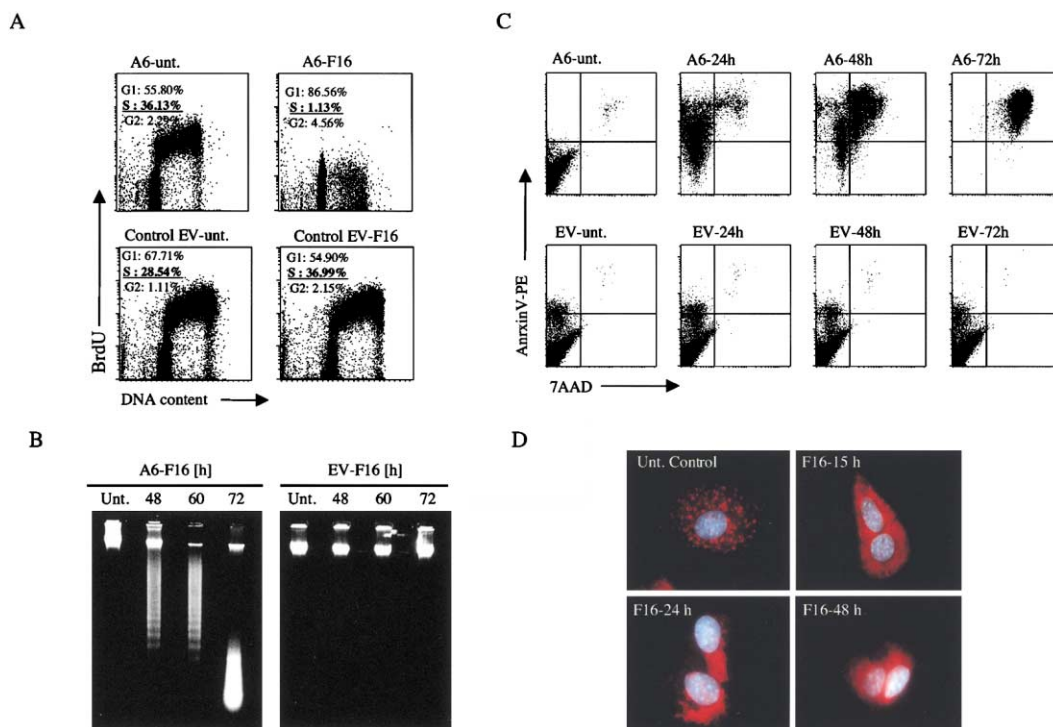 A
C
A6-unt.
A6-F16
G1: 55.80%
S : 36.13%
G2: 2.29%
G1: 86.56%
S : 1.13%
G2: 4.56%
Control EV-unt.
Control EV-F16
G1: 67.71%
S : 28.54%
G2: 1.11%
G1: 54.90%
S : 36.99%
G2: 2.15%
BrdU
DNA content
A6-unt.
A6-24h
A6-48h
A6-72h
EV-unt.
EV-24h
EV-48h
EV-72h
AnrxinV-PE
7AAD
B
A6-F16 [h]
EV-F16 [h]
Unt. 48 60 72
Unt. 48 60 72
D
Unt. Control
F16-15 h
F16-24 h
F16-48 h